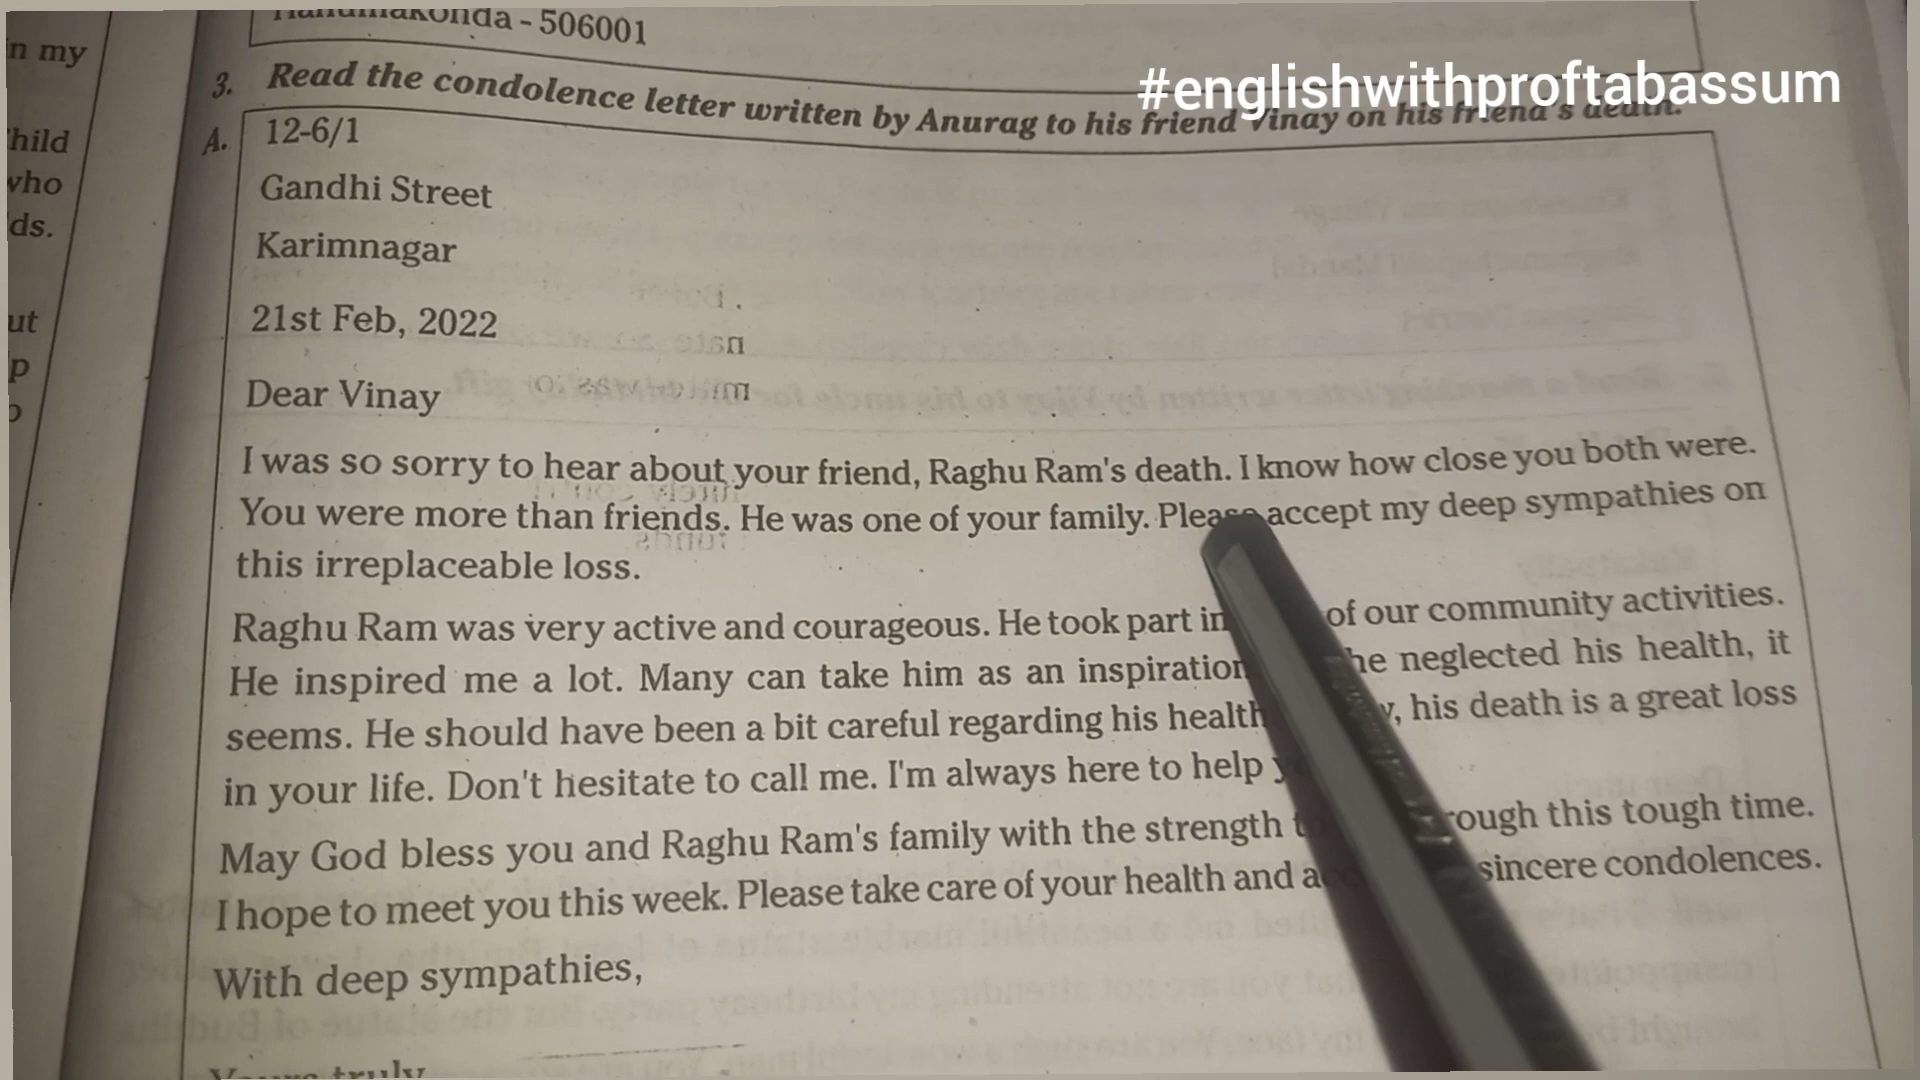 Hanumakonda - 506001
n my
hild
who
ds.
ut
p
#englishwithproftabassum
3. Read the condolence letter written by Anurag to his friend Vinay on his friend's death.
A. 12-6/1
Gandhi Street
Karimnagar
21st Feb, 2022
Dear Vinay
I was so sorry to hear about your friend, Raghu Ram's death. I know how close you both were.
You were more than friends. He was one of your family. Please accept my deep sympathies on
this irreplaceable loss.
Raghu Ram was very active and courageous. He took part in of our community activities.
He inspired me a lot. Many can take him as an inspiration he neglected his health, it
seems. He should have been a bit careful regarding his health , his death is a great loss
in your life. Don't hesitate to call me. I'm always here to help
May God bless you and Raghu Ram's family with the strength rough this tough time.
I hope to meet you this week. Please take care of your health and sincere condolences.
With deep sympathies,
Yours truly